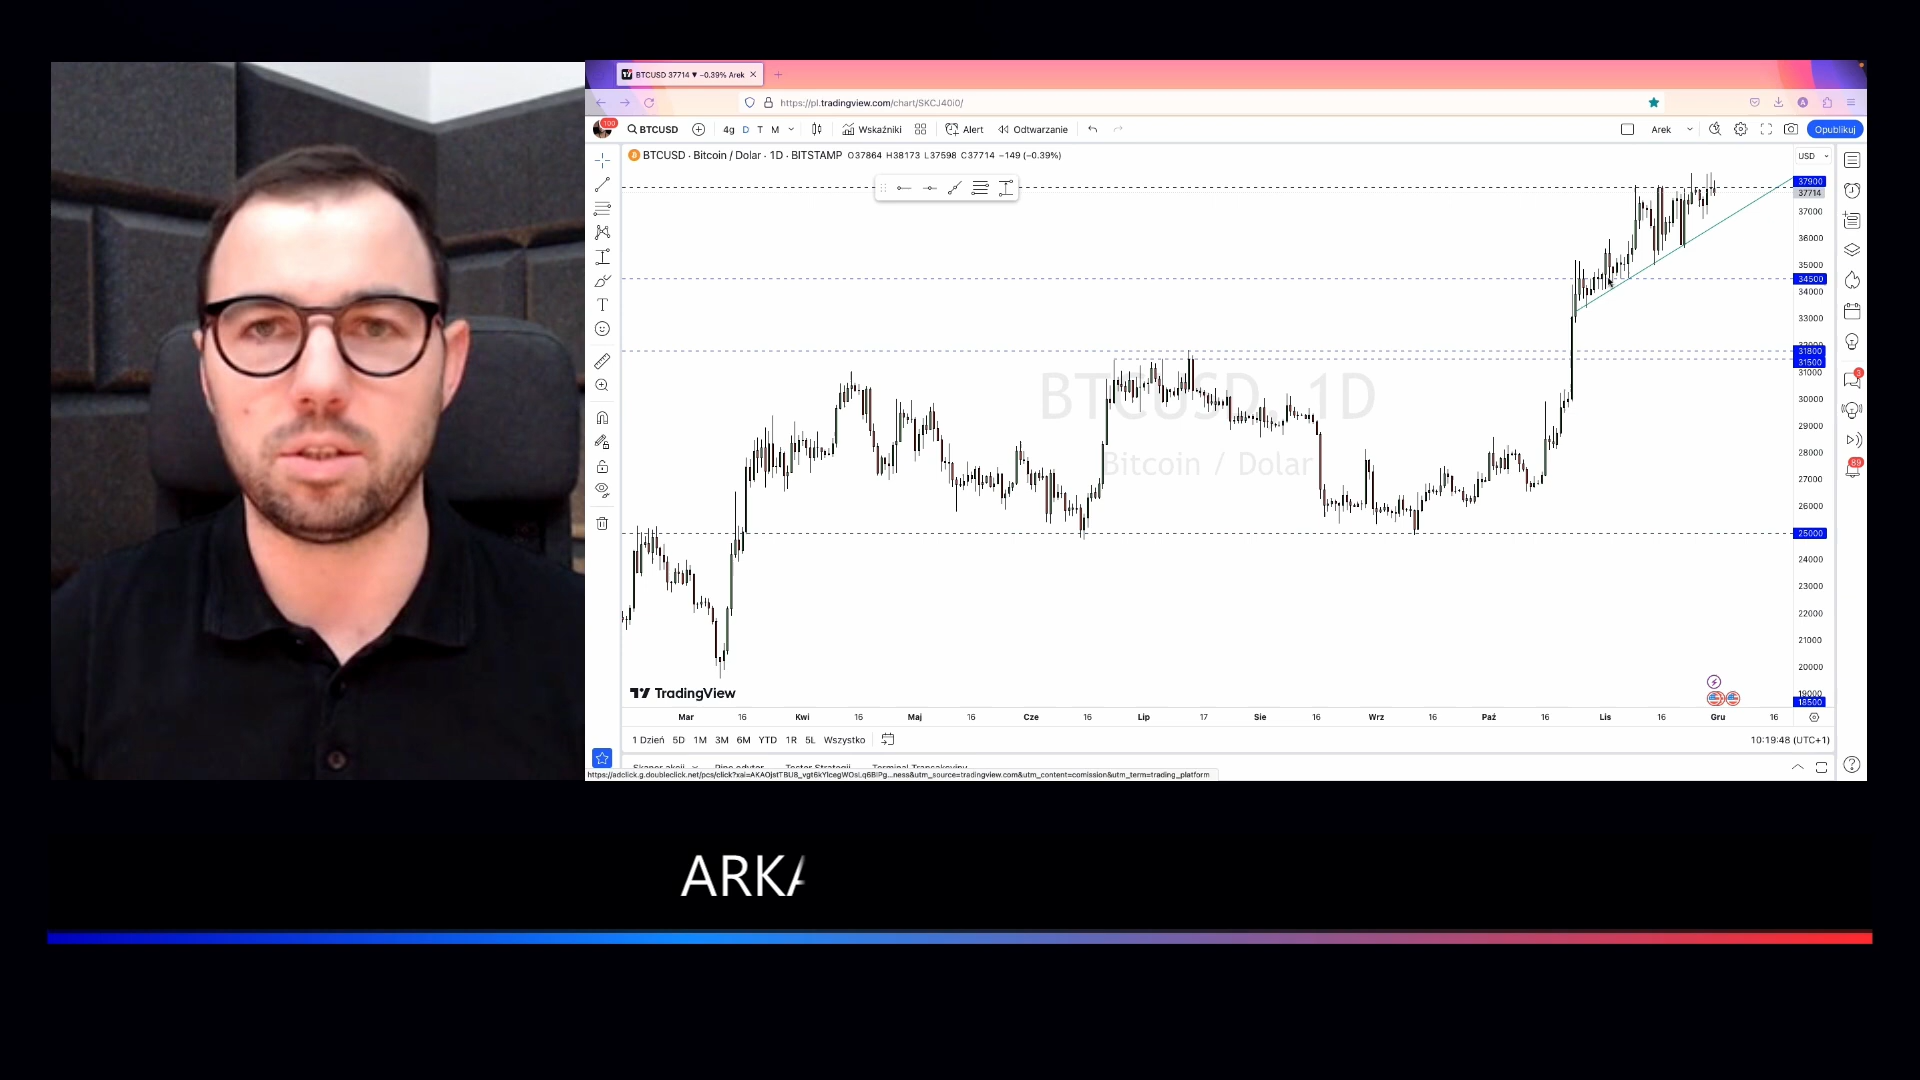 BTCUSD 37714 ▼ −0.39% Arek
https://pl.tradingview.com/chart/SKCJ40i0/
100
BTCUSD
4g D T M
Wskaźniki
Alert
Odtwarzanie
Arek
Opublikuj
BTCUSD · Bitcoin / Dolar · 1D · BITSTAMP O37864 H38173 L37598 C37714 −149 (−0.39%)
USD
37900
37714
37000
36000
35000
34500
34000
33000
31800
31500
31000
30000
29000
28000
27000
26000
25000
24000
23000
22000
21000
20000
19000
18500
BTCUSD, 1D
Bitcoin / Dolar
3
89
TradingView
Mar 16 Kwi 16 Maj 16 Cze 16 Lip 17 Sie 16 Wrz 16 Paź 16 Lis 16 Gru 16
1 Dzień 5D 1M 3M 6M YTD 1R 5L Wszystko
10:19:48 (UTC+1)
ARKA